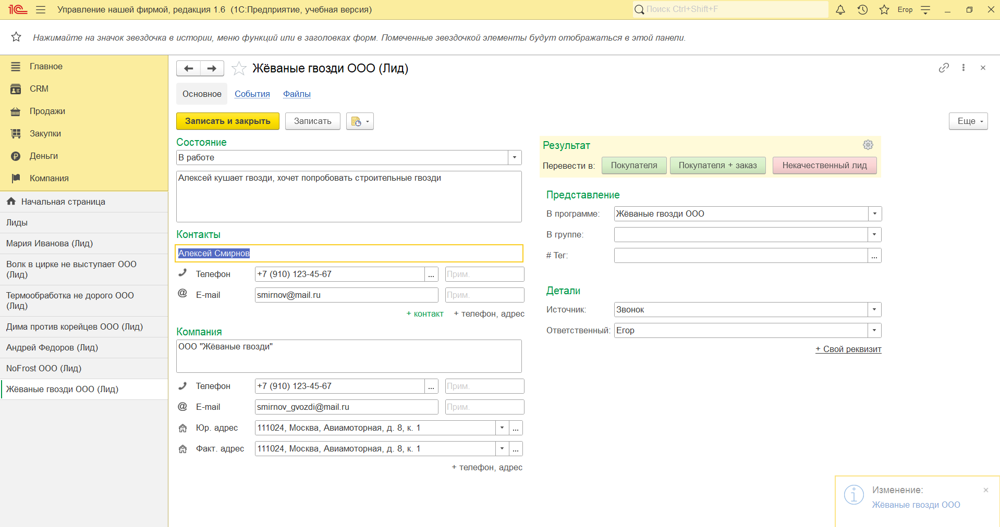 1С Управление нашей фирмой, редакция 1.6 (1С:Предприятие, учебная версия) Поиск Ctrl+Shift+F Егор
Нажимайте на значок звездочка в истории, меню функций или в заголовках форм. Помеченные звездочкой элементы будут отображаться в этой панели.
Главное
CRM
Продажи
Закупки
Деньги
Компания
Начальная страница
Лиды
Мария Иванова (Лид)
Волк в цирке не выступает ООО
(Лид)
Термообработка не дорого ООО
(Лид)
Дима против корейцев ООО (Лид)
Андрей Федоров (Лид)
NoFrost ООО (Лид)
Жёваные гвозди ООО (Лид)
Жёваные гвозди ООО (Лид)
Основное События Файлы
Записать и закрыть Записать Еще
Состояние
В работе
Алексей кушает гвозди, хочет попробовать строительные гвозди
Контакты
Алексей Смирнов
Телефон +7 (910) 123-45-67 ... Прим.
@ E-mail smirnov@mail.ru Прим.
+ контакт + телефон, адрес
Компания
ООО "Жёваные гвозди"
Телефон +7 (910) 123-45-67 ... Прим.
@ E-mail smirnov_gvozdi@mail.ru Прим.
Юр. адрес 111024, Москва, Авиамоторная, д. 8, к. 1 ...
Факт. адрес 111024, Москва, Авиамоторная, д. 8, к. 1 ...
+ телефон, адрес
Результат
Перевести в: Покупателя Покупателя + заказ Некачественный лид
Представление
В программе: Жёваные гвозди ООО
В группе:
# Тег: ...
Детали
Источник: Звонок
Ответственный: Егор
+ Свой реквизит
Изменение:
Жёваные гвозди ООО